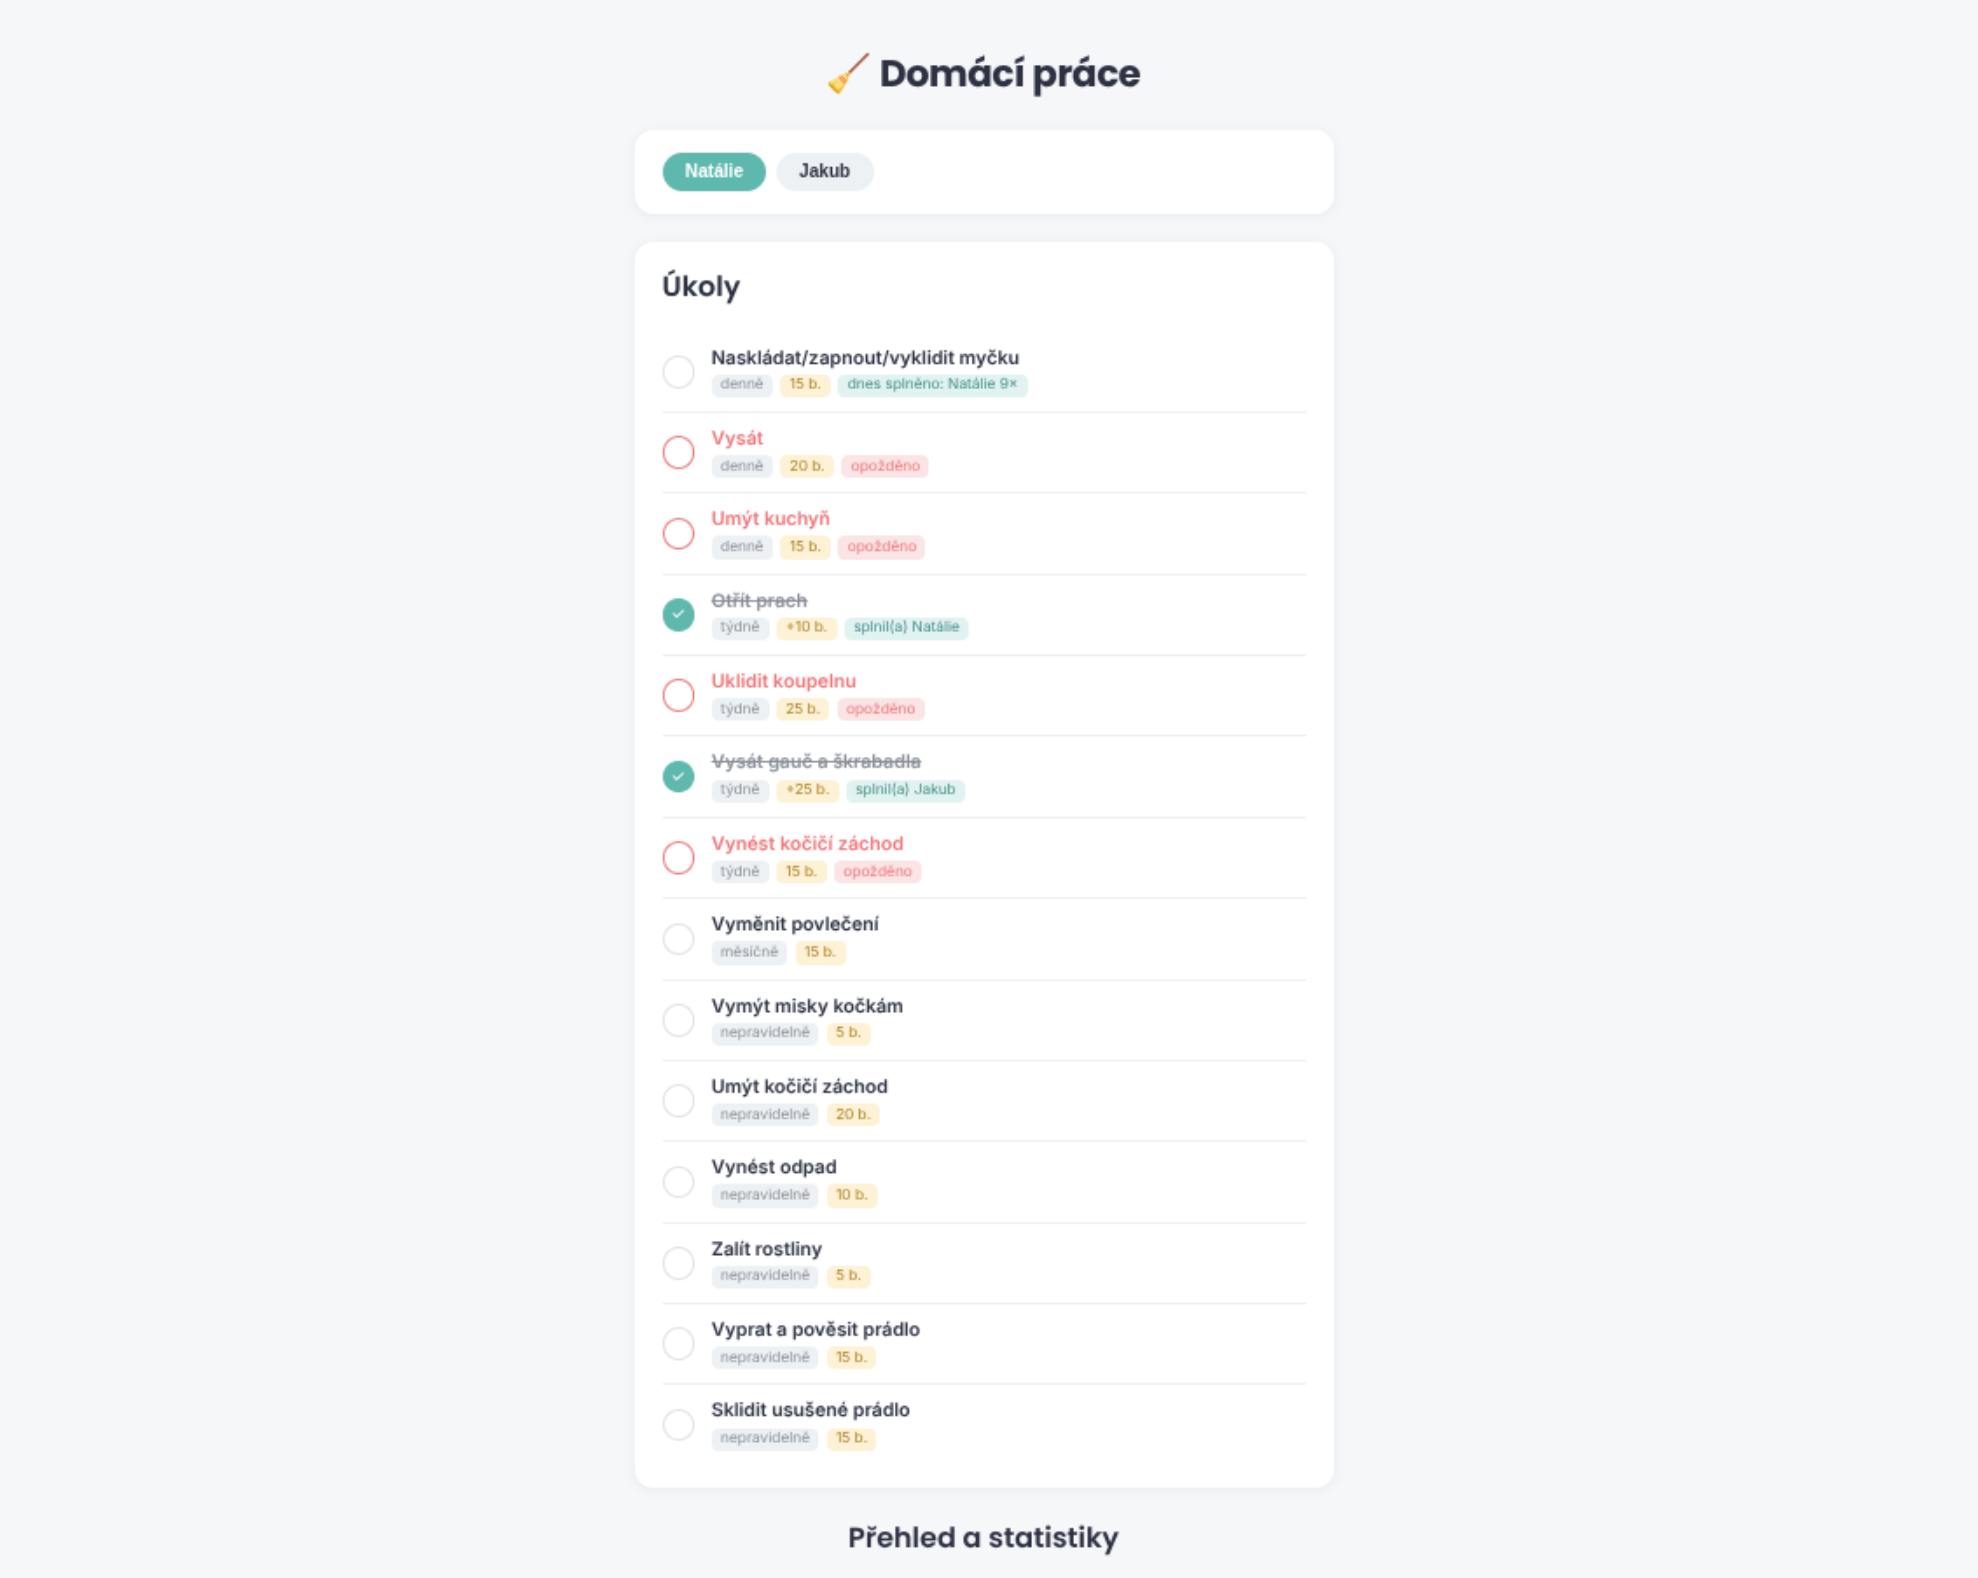 Domácí práce
Natálie Jakub
Úkoly
Naskládat/zapnout/vyklidit myčku
denně 15 b. dnes splněno: Natálie 9×
Vysát
denně 20 b. opožděno
Umýt kuchyň
denně 15 b. opožděno
Otřít prach
týdně +10 b. splnil(a) Natálie
Uklidit koupelnu
týdně 25 b. opožděno
Vysát gauč a škrabadla
týdně +25 b. splnil(a) Jakub
Vynést kočičí záchod
týdně 15 b. opožděno
Vyměnit povlečení
měsíčně 15 b.
Vymýt misky kočkám
nepravidelně 5 b.
Umýt kočičí záchod
nepravidelně 20 b.
Vynést odpad
nepravidelně 10 b.
Zalít rostliny
nepravidelně 5 b.
Vyprat a pověsit prádlo
nepravidelně 15 b.
Sklidit usušené prádlo
nepravidelně 15 b.
Přehled a statistiky